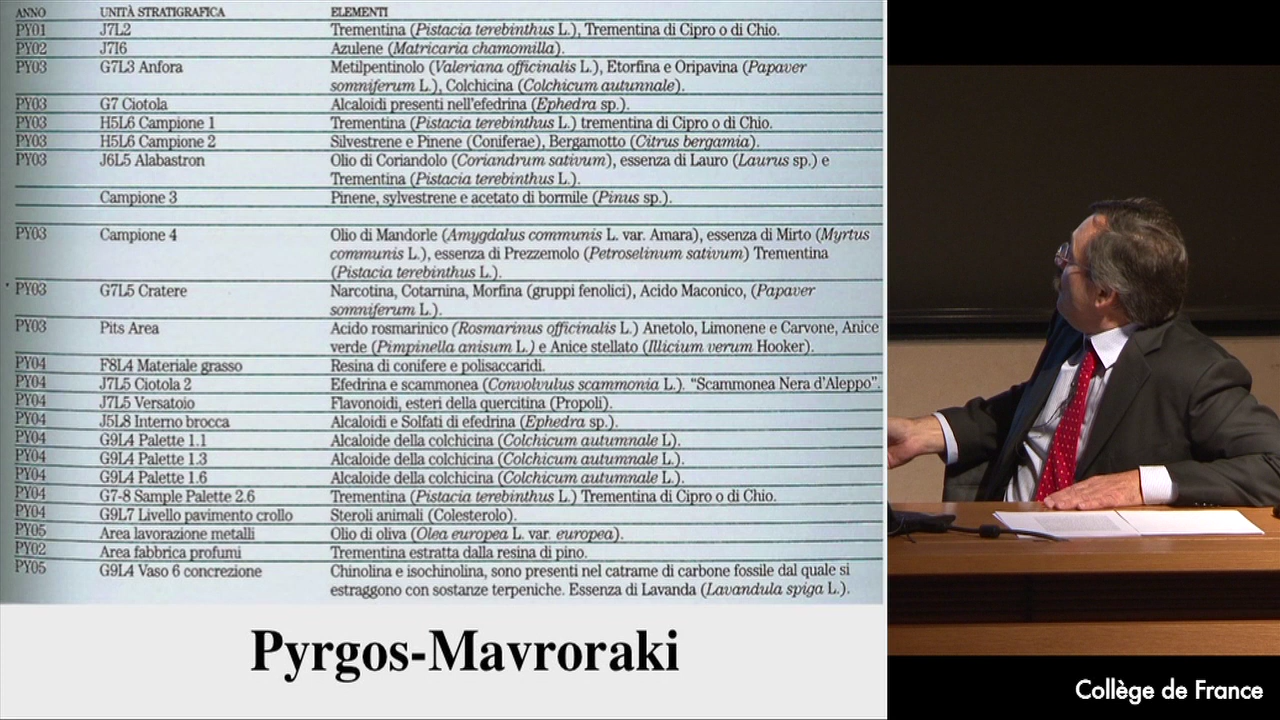 ANNO UNITÀ STRATIGRAFICA ELEMENTI
PY01 J7L2 Trementina (Pistacia terebinthus L.), Trementina di Cipro o di Chio.
PY02 J7I6 Azulene (Matricaria chamomilla).
PY03 G7L3 Anfora Metilpentinolo (Valeriana officinalis L.), Etorfina e Oripavina (Papaver
somniferum L.), Colchicina (Colchicum autunnale).
PY03 G7 Ciotola Alcaloidi presenti nell'efedrina (Ephedra sp.).
PY03 H5L6 Campione 1 Trementina (Pistacia terebinthus L.) trementina di Cipro o di Chio.
PY03 H5L6 Campione 2 Silvestrene e Pinene (Coniferae), Bergamotto (Citrus bergamia).
PY03 J6L5 Alabastron Olio di Coriandolo (Coriandrum sativum), essenza di Lauro (Laurus sp.) e
Trementina (Pistacia terebinthus L.).
Campione 3 Pinene, sylvestrene e acetato di bormile (Pinus sp.).
PY03 Campione 4 Olio di Mandorle (Amygdalus communis L. var. Amara), essenza di Mirto (Myrtus
communis L.), essenza di Prezzemolo (Petroselinum sativum) Trementina
(Pistacia terebinthus L.).
PY03 G7L5 Cratere Narcotina, Cotarnina, Morfina (gruppi fenolici), Acido Maconico, (Papaver
somniferum L.).
PY03 Pits Area Acido rosmarinico (Rosmarinus officinalis L.) Anetolo, Limonene e Carvone, Anice
verde (Pimpinella anisum L.) e Anice stellato (Illicium verum Hooker).
PY04 F8L4 Materiale grasso Resina di conifere e polisaccaridi.
PY04 J7L5 Ciotola 2 Efedrina e scammonea (Convolvulus scammonia L.). “Scammonea Nera d'Aleppo”.
PY04 J7L5 Versatoio Flavonoidi, esteri della quercitina (Propoli).
PY04 J5L8 Interno brocca Alcaloidi e Solfati di efedrina (Ephedra sp.).
PY04 G9L4 Palette 1.1 Alcaloide della colchicina (Colchicum autumnale L).
PY04 G9L4 Palette 1.3 Alcaloide della colchicina (Colchicum autumnale L.).
PY04 G9L4 Palette 1.6 Alcaloide della colchicina (Colchicum autumnale L.).
PY04 G7-8 Sample Palette 2.6 Trementina (Pistacia terebinthus L.) Trementina di Cipro o di Chio.
PY04 G9L7 Livello pavimento crollo Steroli animali (Colesterolo).
PY05 Area lavorazione metalli Olio di oliva (Olea europea L. var. europea).
PY02 Area fabbrica profumi Trementina estratta dalla resina di pino.
PY05 G9L4 Vaso 6 concrezione Chinolina e isochinolina, sono presenti nel catrame di carbone fossile dal quale si
estraggono con sostanze terpeniche. Essenza di Lavanda (Lavandula spiga L.).
Pyrgos-Mavroraki
Collège de France